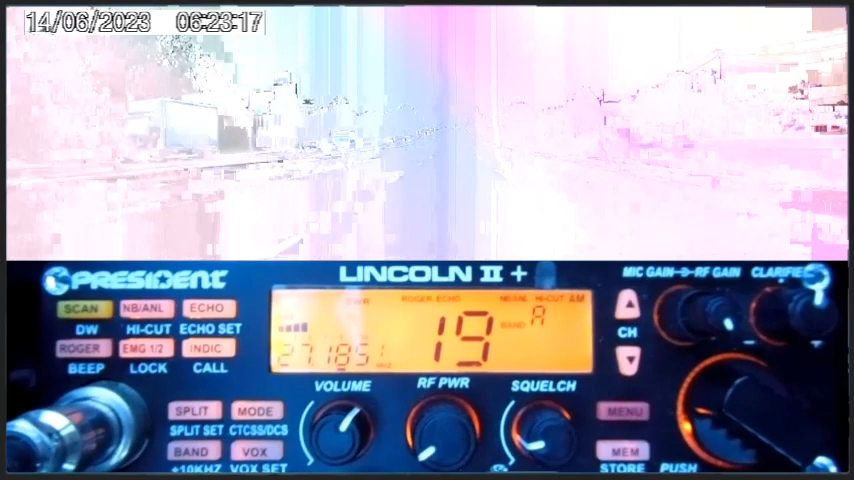 14/06/2023 06:23:17
PRESIDENT LINCOLN II + MIC GAIN RF GAIN CLARIFIER
SCAN NB/ANL ECHO
DW HI-CUT ECHO SET
ROGER EMG 1/2 INDIC
BEEP LOCK CALL
ROGER ECHO NB/ANL HI-CUT AM
19 BAND A
27.185
CH
VOLUME RF PWR SQUELCH
SPLIT MODE MENU
SPLIT SET CTCSS/DCS
BAND VOX MEM
+10KHZ VOX SET STORE PUSH